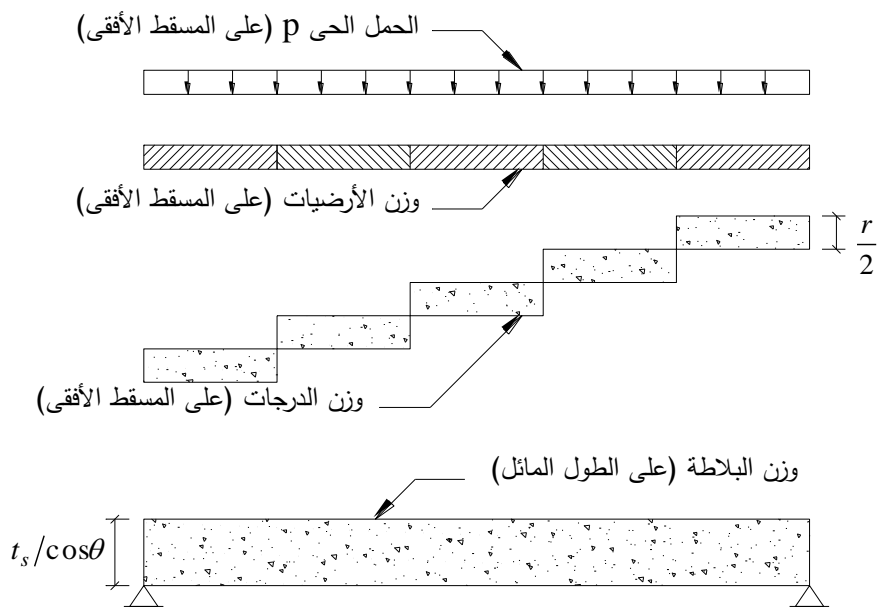 الحمل الحى p (على المسقط الأفقى)
وزن الأرضيات (على المسقط الأفقى)
r/2
وزن الدرجات (على المسقط الأفقى)
وزن البلاطة (على الطول المائل)
t_s/cosθ